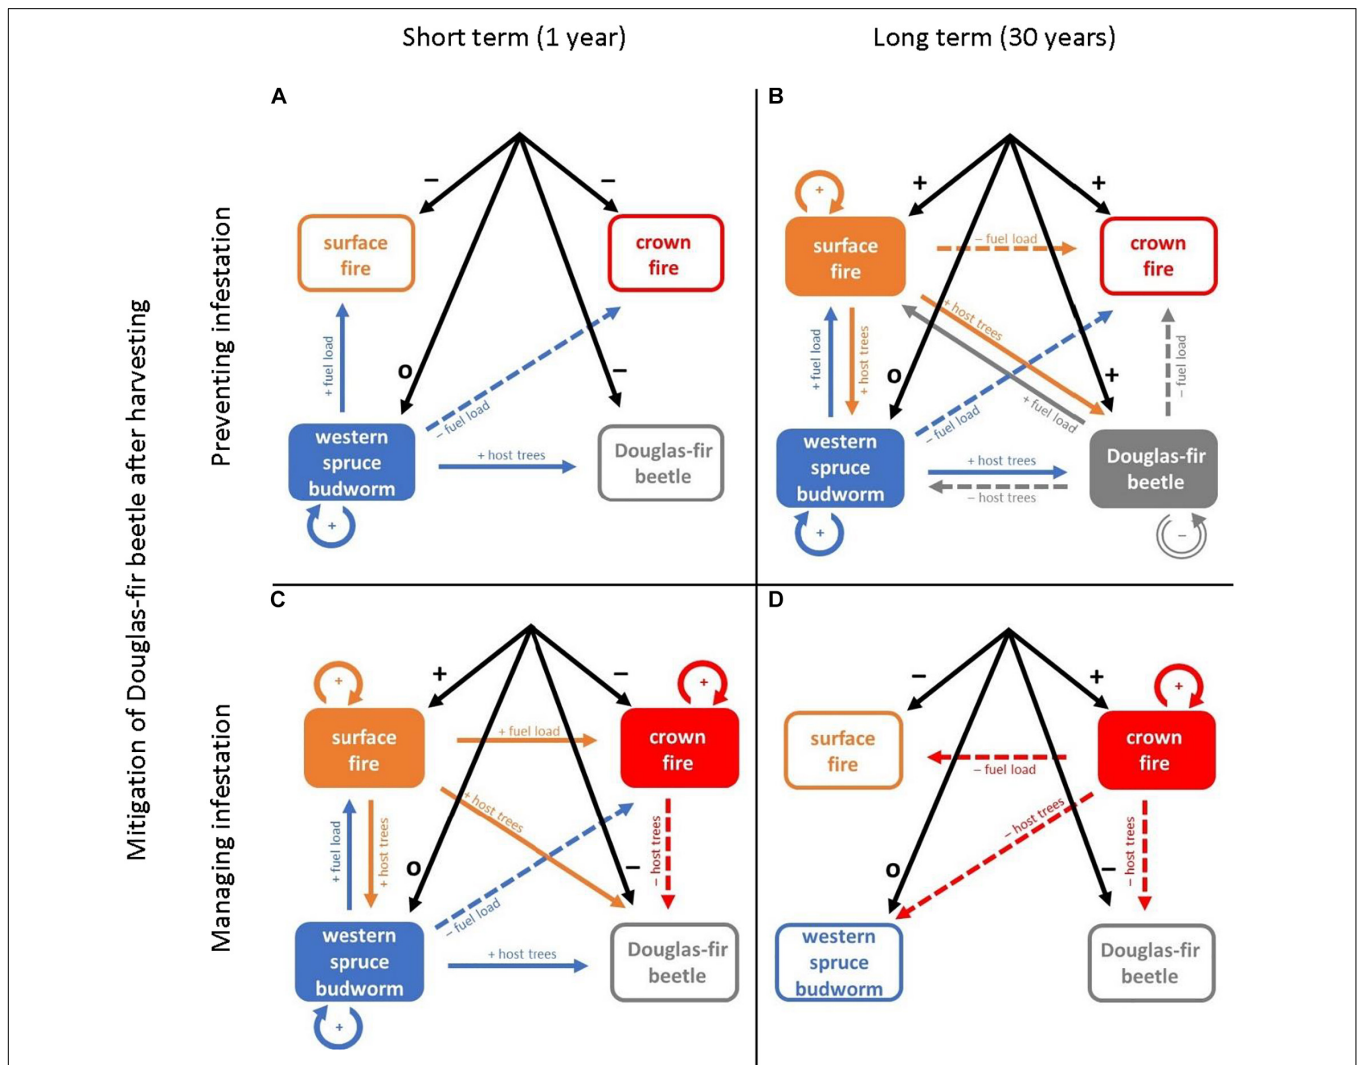 Short term (1 year)
Long term (30 years)
Mitigation of Douglas-fir beetle after harvesting
Preventing infestation
Managing infestation
A
–
–
o
–
surface
fire
crown
fire
+ fuel load
– fuel load
western
spruce
budworm
+ host trees
Douglas-fir
beetle
+
B
+
+
+
o
+
surface
fire
– fuel load
crown
fire
+ fuel load
+ host trees
+ host trees
+ fuel load
– fuel load
– fuel load
western
spruce
budworm
+ host trees
– host trees
Douglas-fir
beetle
+
–
C
+
+
–
+
o
–
surface
fire
+ fuel load
crown
fire
+ fuel load
+ host trees
+ host trees
– host trees
– fuel load
western
spruce
budworm
+ host trees
Douglas-fir
beetle
+
D
–
+
+
o
–
surface
fire
– fuel load
crown
fire
– host trees
– host trees
western
spruce
budworm
Douglas-fir
beetle